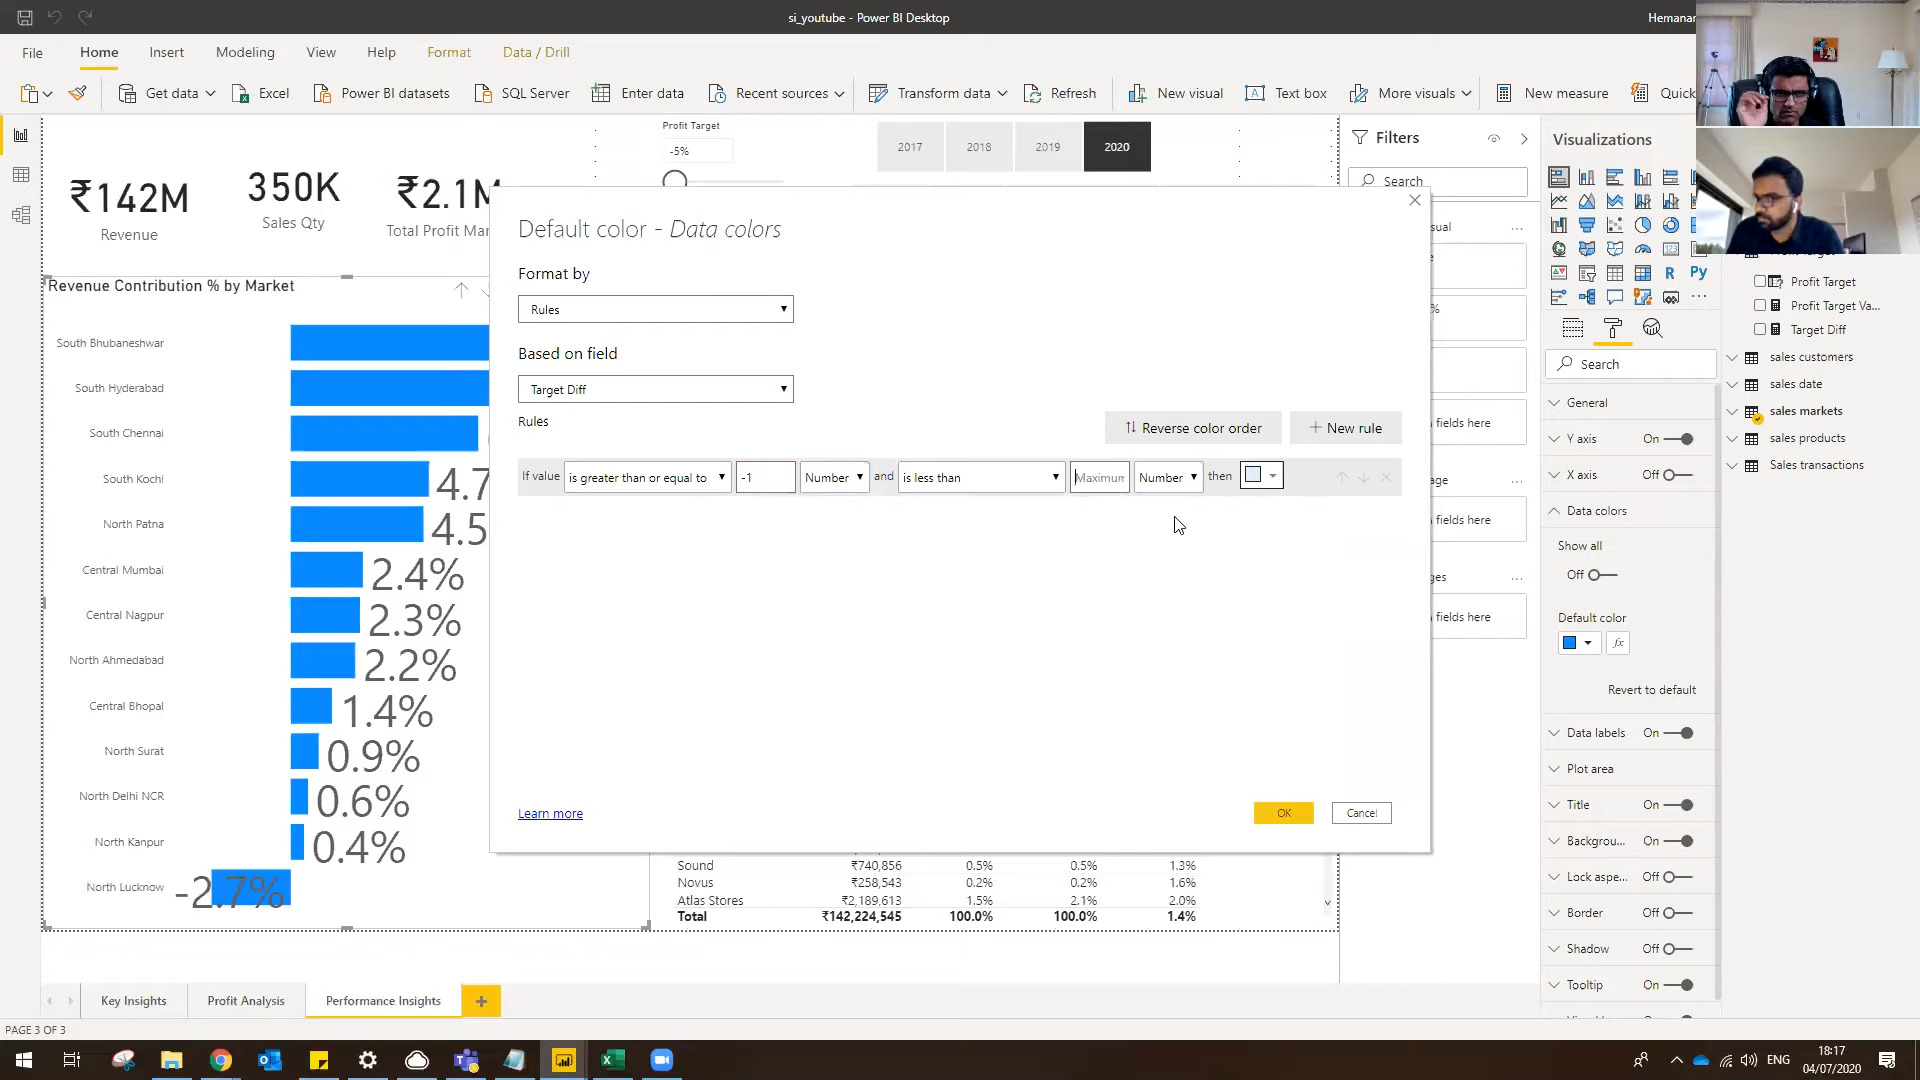 si_youtube - Power BI Desktop
Hemanan
File
Home
Insert
Modeling
View
Help
Format
Data / Drill
Get data
Excel
Power BI datasets
SQL Server
Enter data
Recent sources
Transform data
Refresh
New visual
Text box
More visuals
New measure
Quick
₹142M
Revenue
350K
Sales Qty
₹2.1M
Total Profit Mar
Profit Target
-5%
2017
2018
2019
2020
Revenue Contribution % by Market
South Bhubaneshwar
South Hyderabad
South Chennai
South Kochi
4.7
North Patna
4.5
Central Mumbai
2.4%
Central Nagpur
2.3%
North Ahmedabad
2.2%
Central Bhopal
1.4%
North Surat
0.9%
North Delhi NCR
0.6%
North Kanpur
0.4%
North Lucknow
-2.7%
Default color - Data colors
Format by
Rules
Based on field
Target Diff
Rules
Reverse color order
New rule
If value
is greater than or equal to
-1
Number
and
is less than
Maximum
Number
then
Learn more
OK
Cancel
Sound ₹740,856 0.5% 0.5% 1.3%
Novus ₹258,543 0.2% 0.2% 1.6%
Atlas Stores ₹2,189,613 1.5% 2.1% 2.0%
Total ₹142,224,545 100.0% 100.0% 1.4%
Filters
Search
sual
e
%
fields here
age
fields here
ges
fields here
Visualizations
R
Py
Search
General
Y axis On
X axis Off
Data colors
Show all
Off
Default color
fx
Revert to default
Data labels On
Plot area
Title On
Backgrou... On
Lock aspe... Off
Border Off
Shadow Off
Tooltip On
Profit Target
Profit Target Va...
Target Diff
sales customers
sales date
sales markets
sales products
Sales transactions
Key Insights
Profit Analysis
Performance Insights
PAGE 3 OF 3
ENG
18:17
04/07/2020